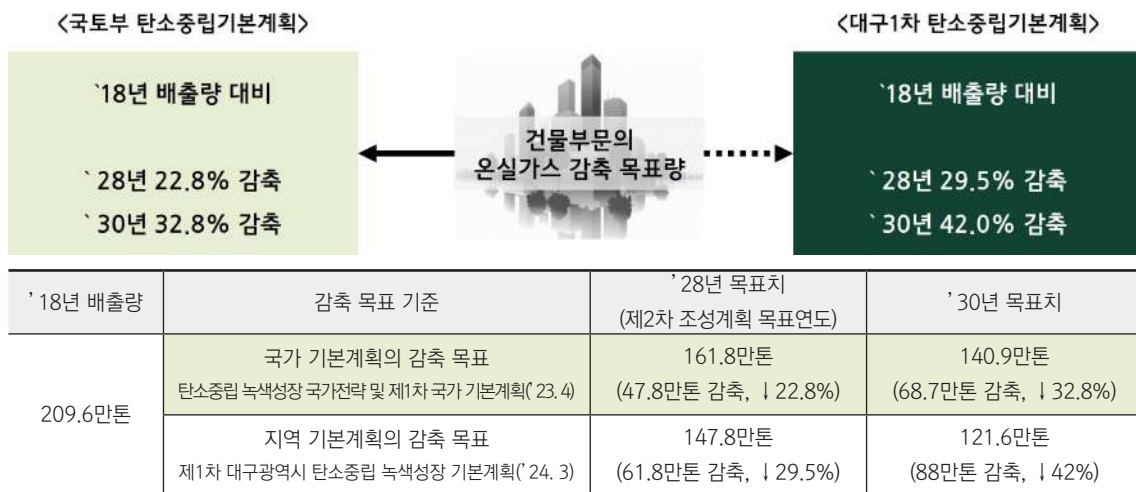 <국토부 탄소중립기본계획>
<대구1차 탄소중립기본계획>
`18년 배출량 대비
`28년 22.8% 감축
`30년 32.8% 감축
건물부문의
온실가스 감축 목표량
`18년 배출량 대비
`28년 29.5% 감축
`30년 42.0% 감축
’18년 배출량
감축 목표 기준
’28년 목표치
(제2차 조성계획 목표연도)
’30년 목표치
209.6만톤
국가 기본계획의 감축 목표
탄소중립 녹색성장 국가전략 및 제1차 국가 기본계획(’23. 4)
161.8만톤
(47.8만톤 감축, ↓22.8%)
140.9만톤
(68.7만톤 감축, ↓32.8%)
지역 기본계획의 감축 목표
제1차 대구광역시 탄소중립 녹색성장 기본계획(’24. 3)
147.8만톤
(61.8만톤 감축, ↓29.5%)
121.6만톤
(88만톤 감축, ↓42%)